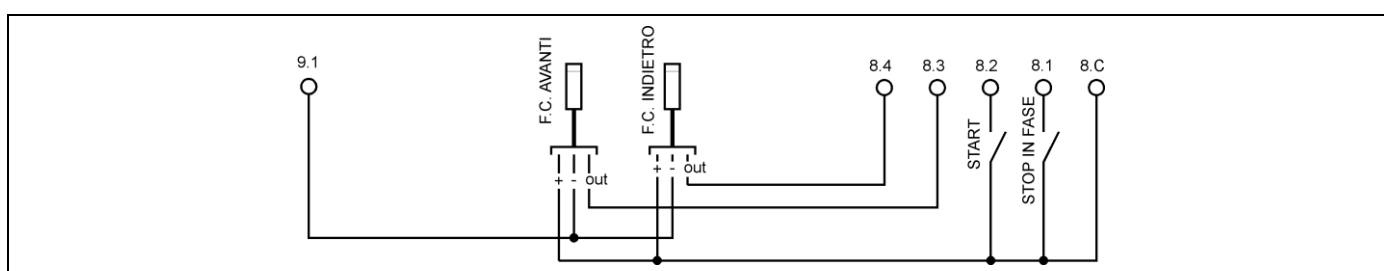 9.1
F.C. AVANTI
F.C. INDIETRO
8.4
8.3
8.2
8.1
8.C
START
STOP IN FASE
+ - out
+ - out